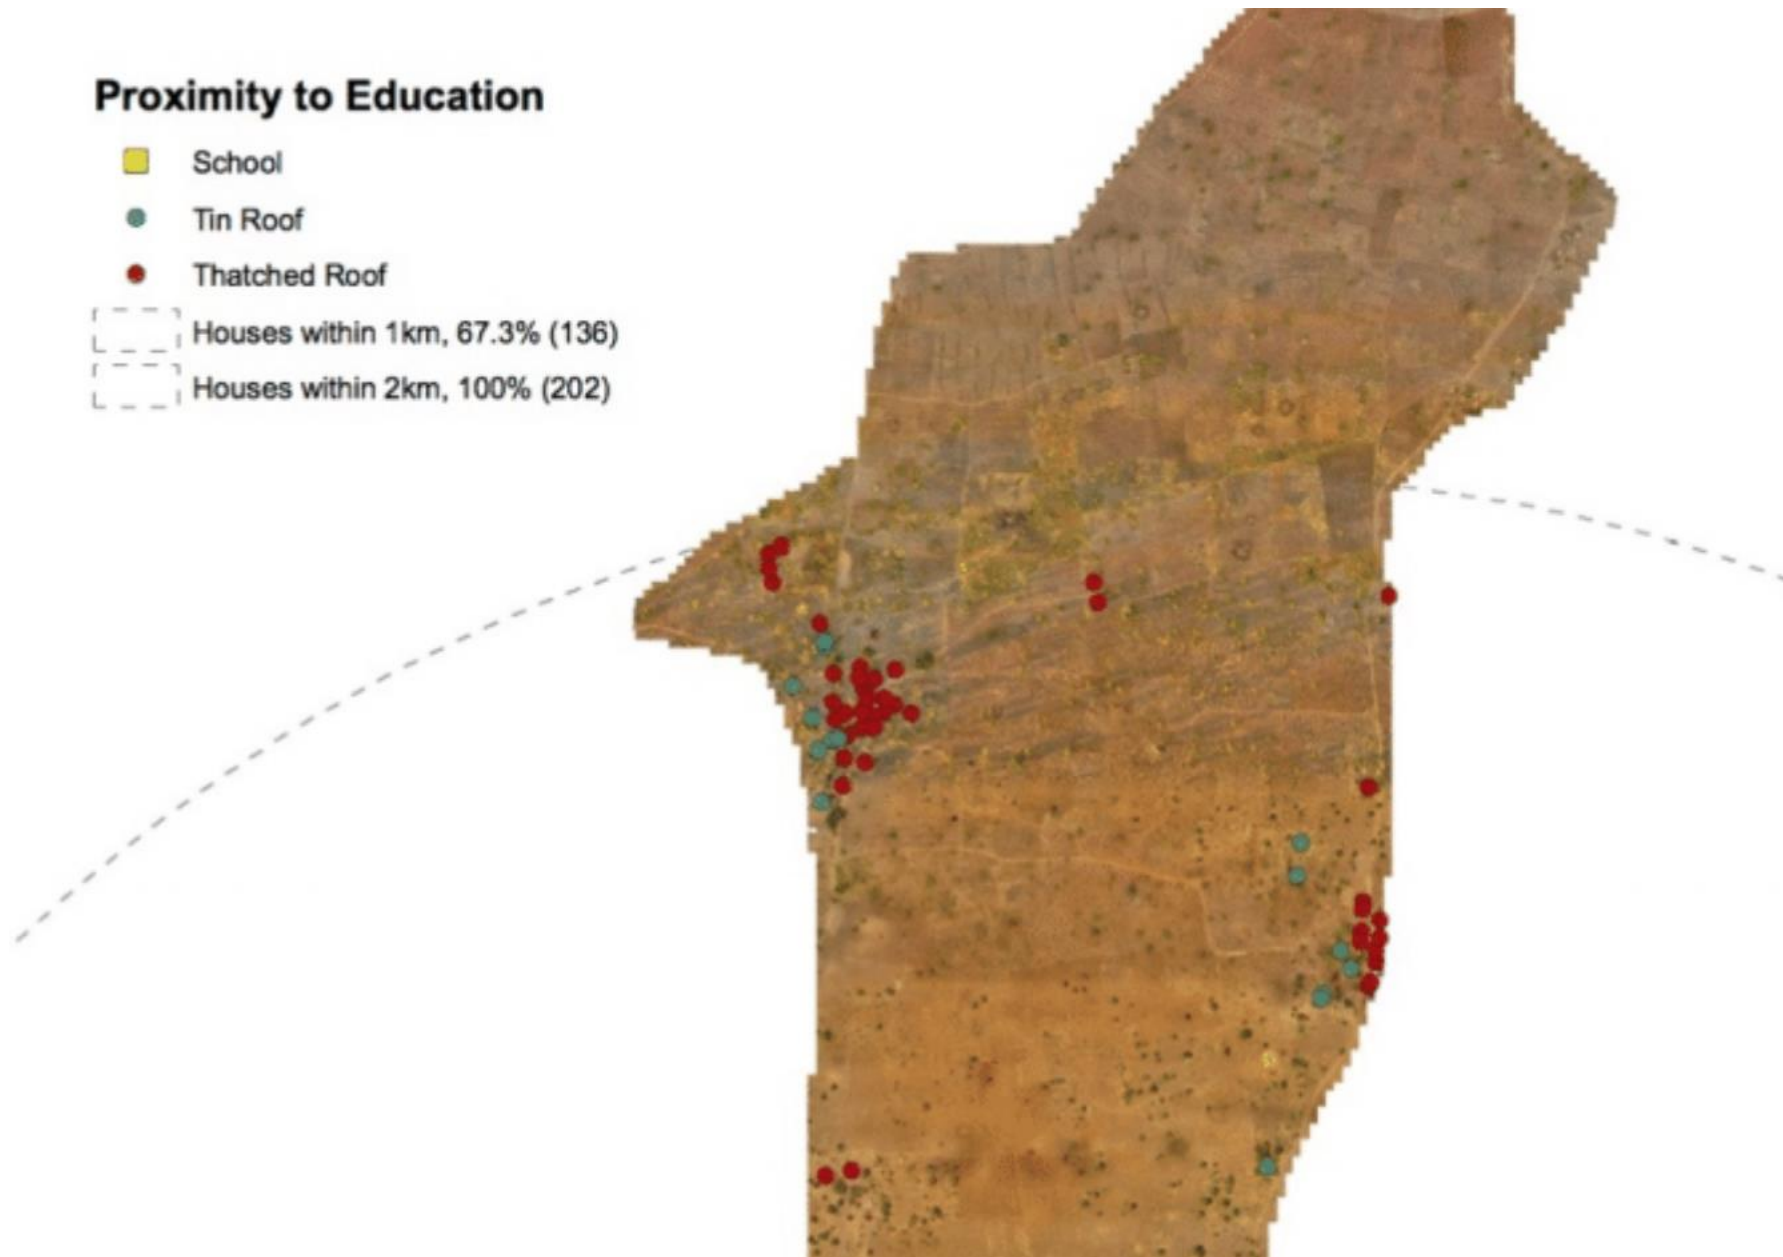 Proximity to Education
School
Tin Roof
Thatched Roof
Houses within 1km, 67.3% (136)
Houses within 2km, 100% (202)